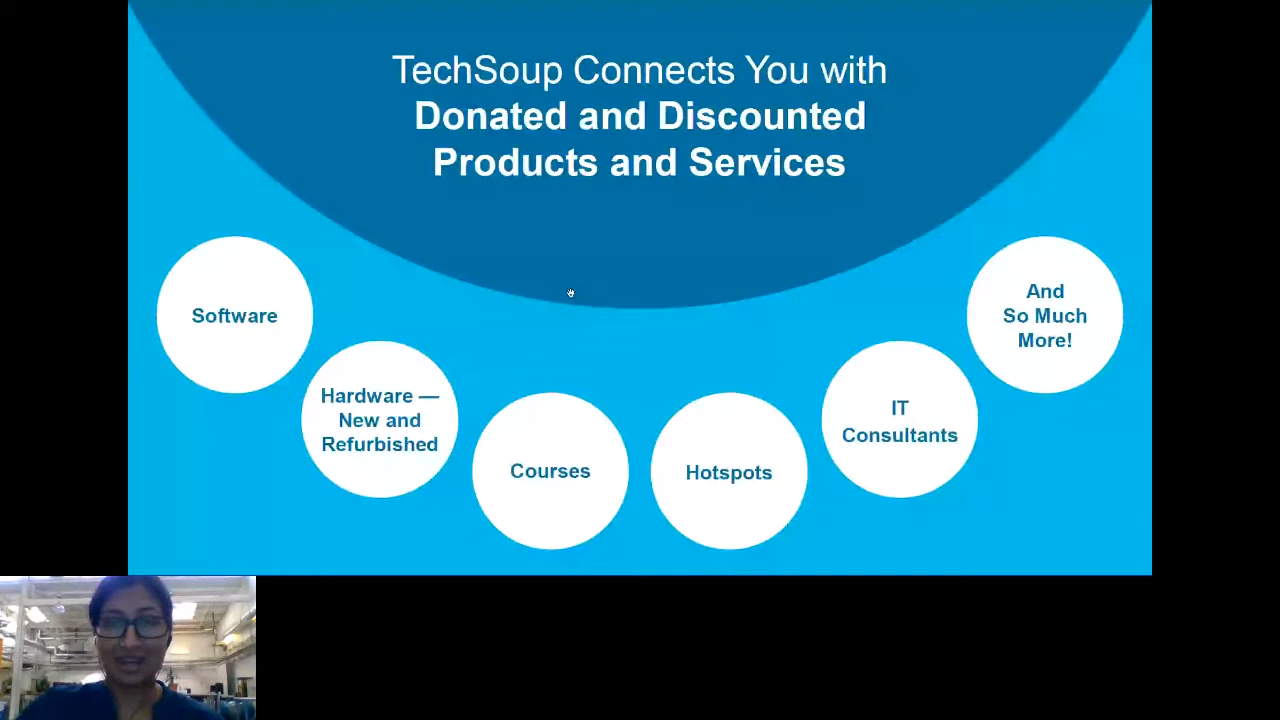 TechSoup Connects You with
Donated and Discounted
Products and Services
Software
Hardware —
New and
Refurbished
Courses
Hotspots
IT
Consultants
And
So Much
More!